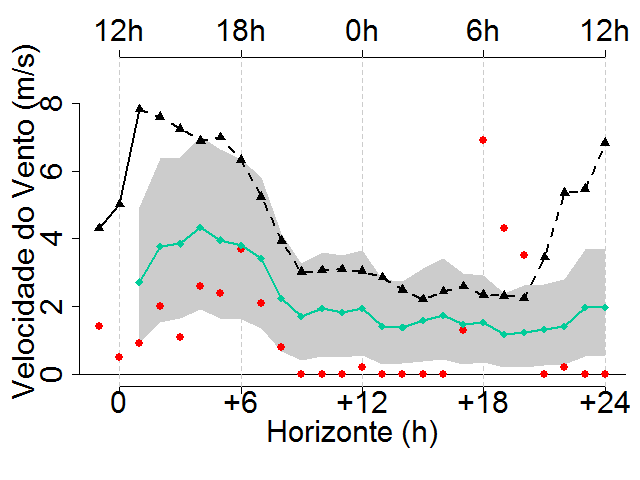 12h 18h 0h 6h 12h
Velocidade do Vento (m/s)
8
6
4
2
0
0 +6 +12 +18 +24
Horizonte (h)